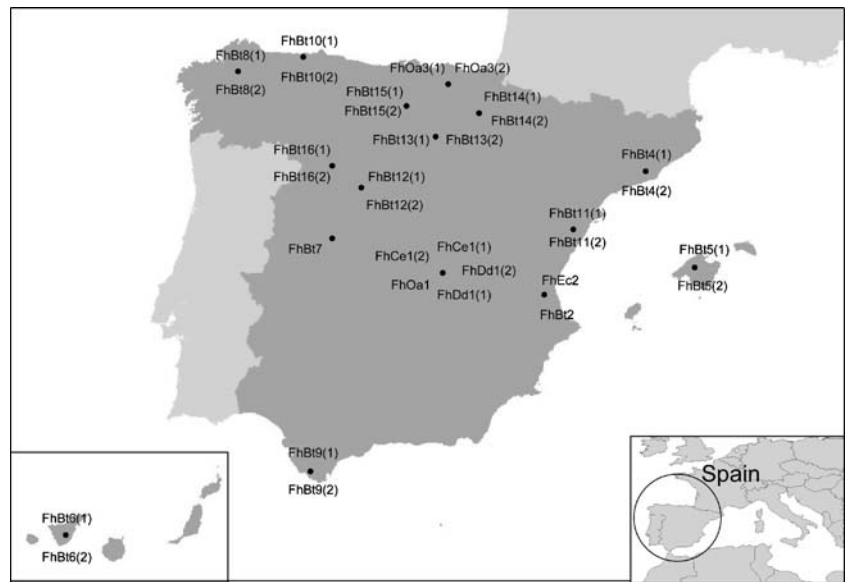 FhBt10(1)
FhBt8(1)
FhOa3(1) FhOa3(2)
FhBt10(2)
FhBt8(2)
FhBt15(1)
FhBt14(1)
FhBt15(2)
FhBt14(2)
FhBt13(1) FhBt13(2)
FhBt16(1)
FhBt4(1)
FhBt16(2)
FhBt12(1)
FhBt4(2)
FhBt12(2)
FhBt11(1)
FhBt11(2)
FhBt7
FhCe1(1)
FhCe1(2)
FhBt5(1)
FhDd1(2)
FhOa1
FhEc2
FhBt5(2)
FhDd1(1)
FhBt2
FhBt9(1)
FhBt9(2)
Spain
FhBt6(1)
FhBt6(2)